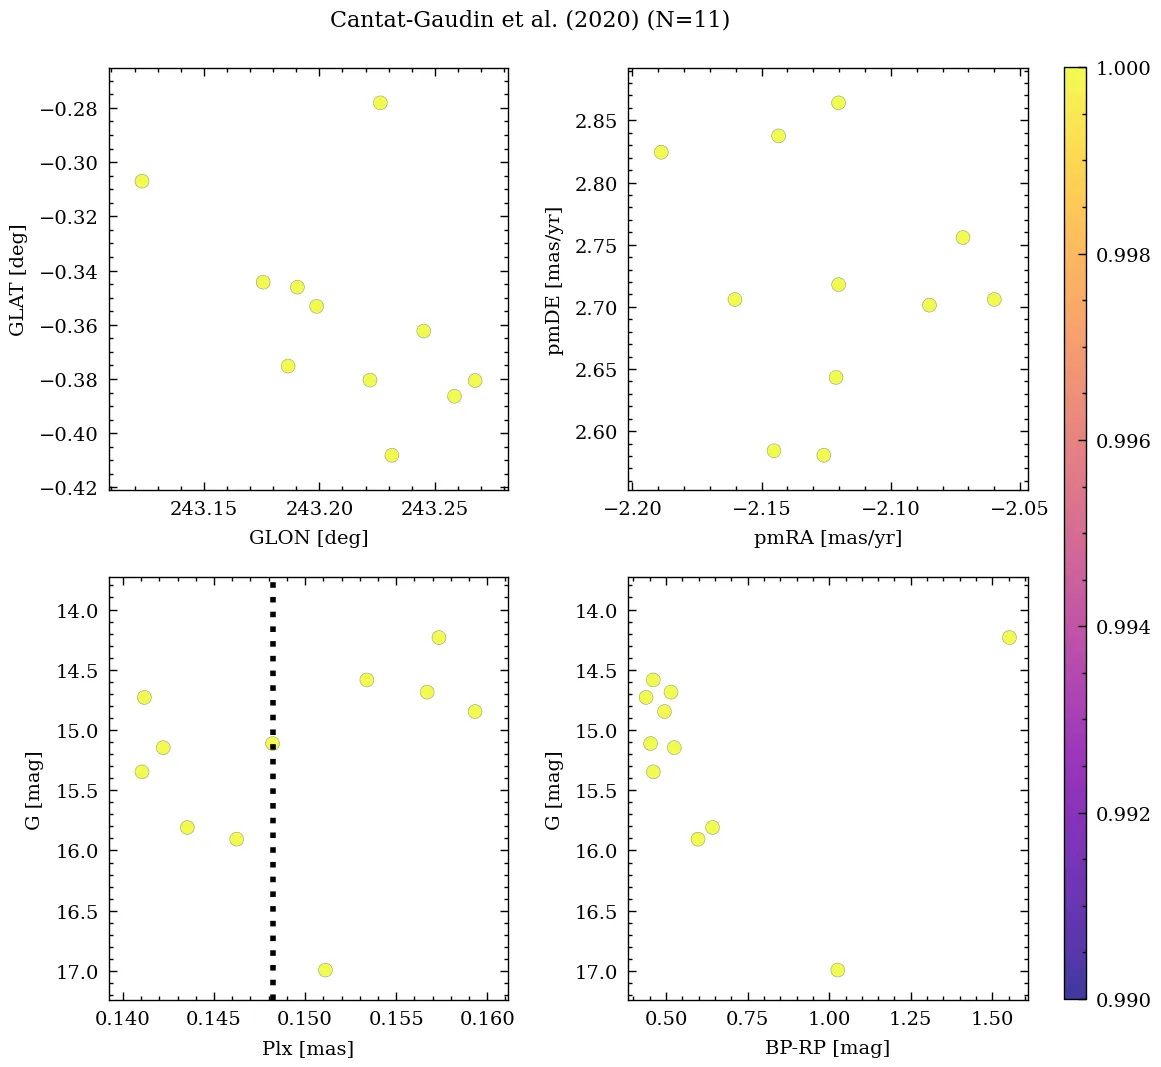 Cantat-Gaudin et al. (2020) (N=11)
−0.28
−0.30
−0.32
−0.34
−0.36
−0.38
−0.40
−0.42
GLAT [deg]
243.15 243.20 243.25
GLON [deg]
2.85
2.80
2.75
2.70
2.65
2.60
pmDE [mas/yr]
−2.20 −2.15 −2.10 −2.05
pmRA [mas/yr]
14.0
14.5
15.0
15.5
16.0
16.5
17.0
G [mag]
0.140 0.145 0.150 0.155 0.160
Plx [mas]
14.0
14.5
15.0
15.5
16.0
16.5
17.0
G [mag]
0.50 0.75 1.00 1.25 1.50
BP-RP [mag]
1.000
0.998
0.996
0.994
0.992
0.990